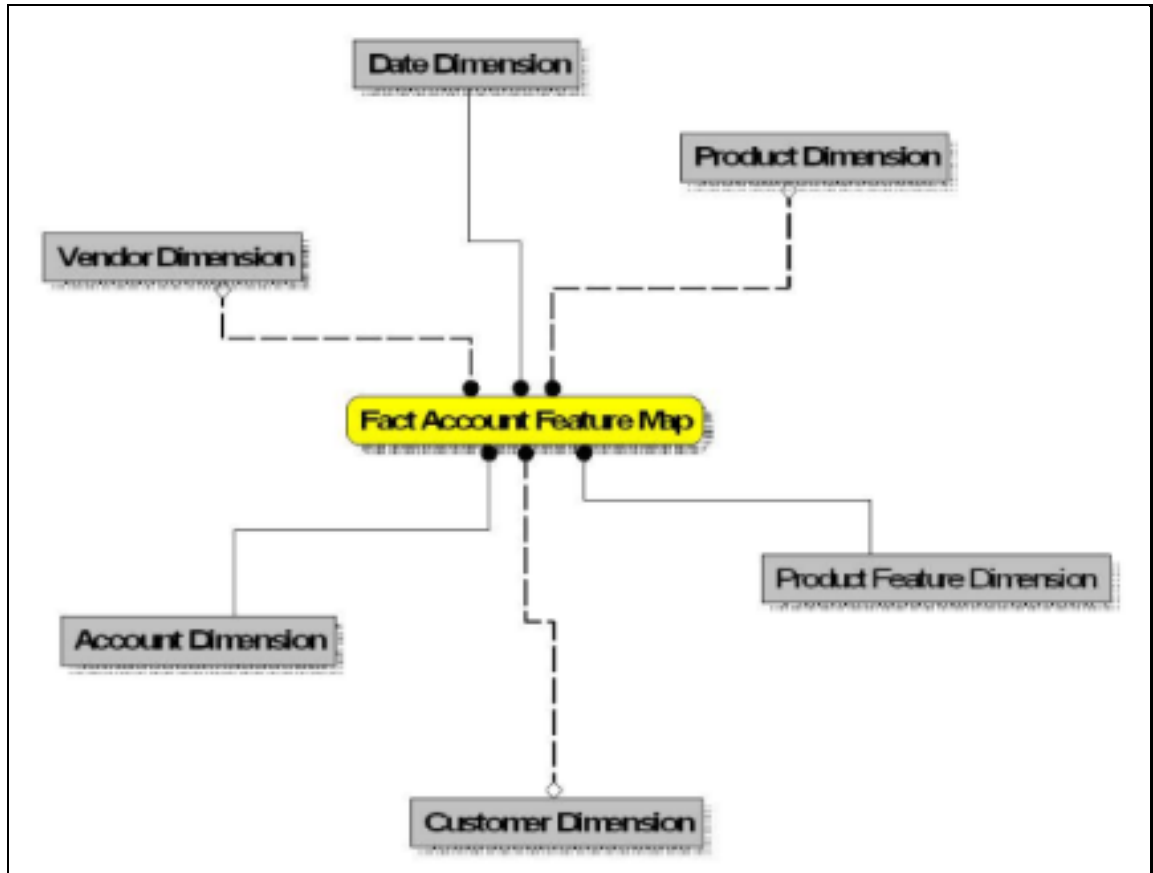 Date Dimension
Product Dimension
Vendor Dimension
Fact Account Feature Map
Product Feature Dimension
Account Dimension
Customer Dimension